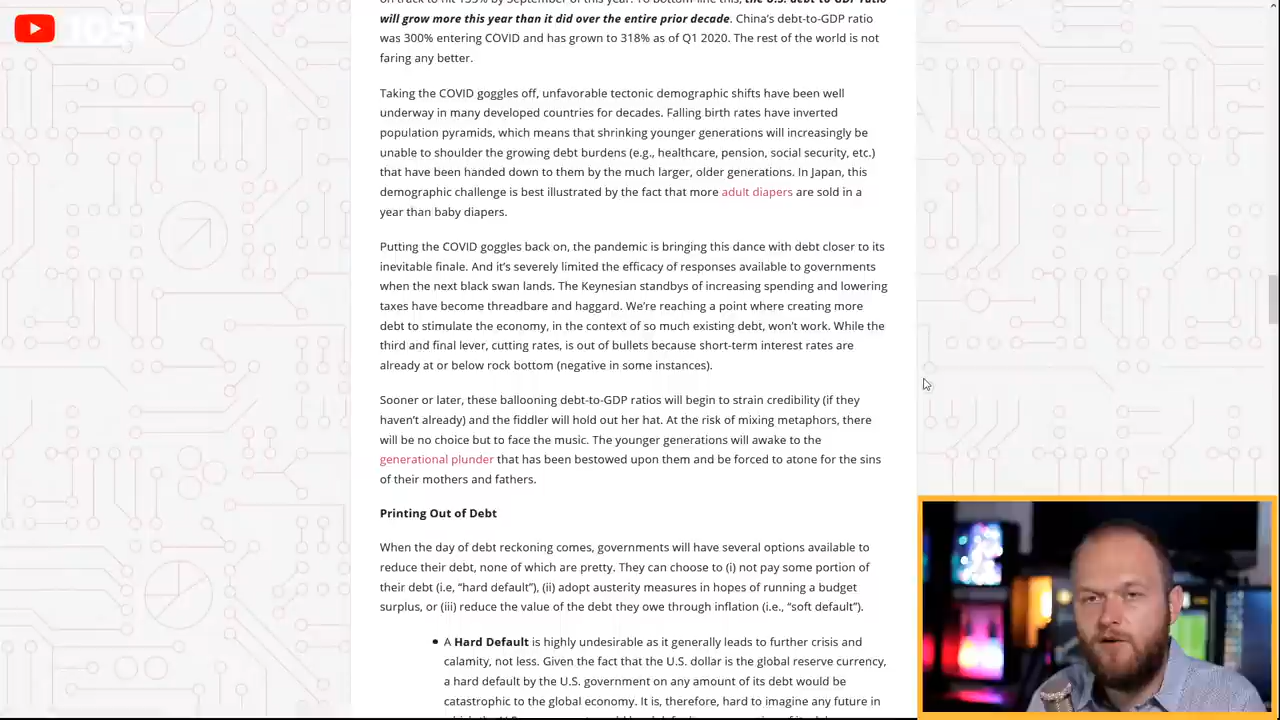 will grow more this year than it did over the entire prior decade. China's debt-to-GDP ratio
was 300% entering COVID and has grown to 318% as of Q1 2020. The rest of the world is not
faring any better.
Taking the COVID goggles off, unfavorable tectonic demographic shifts have been well
underway in many developed countries for decades. Falling birth rates have inverted
population pyramids, which means that shrinking younger generations will increasingly be
unable to shoulder the growing debt burdens (e.g., healthcare, pension, social security, etc.)
that have been handed down to them by the much larger, older generations. In Japan, this
demographic challenge is best illustrated by the fact that more adult diapers are sold in a
year than baby diapers.
Putting the COVID goggles back on, the pandemic is bringing this dance with debt closer to its
inevitable finale. And it's severely limited the efficacy of responses available to governments
when the next black swan lands. The Keynesian standbys of increasing spending and lowering
taxes have become threadbare and haggard. We're reaching a point where creating more
debt to stimulate the economy, in the context of so much existing debt, won't work. While the
third and final lever, cutting rates, is out of bullets because short-term interest rates are
already at or below rock bottom (negative in some instances).
Sooner or later, these ballooning debt-to-GDP ratios will begin to strain credibility (if they
haven't already) and the fiddler will hold out her hat. At the risk of mixing metaphors, there
will be no choice but to face the music. The younger generations will awake to the
generational plunder that has been bestowed upon them and be forced to atone for the sins
of their mothers and fathers.
Printing Out of Debt
When the day of debt reckoning comes, governments will have several options available to
reduce their debt, none of which are pretty. They can choose to (i) not pay some portion of
their debt (i.e, "hard default"), (ii) adopt austerity measures in hopes of running a budget
surplus, or (iii) reduce the value of the debt they owe through inflation (i.e., "soft default").
• A Hard Default is highly undesirable as it generally leads to further crisis and
calamity, not less. Given the fact that the U.S. dollar is the global reserve currency,
a hard default by the U.S. government on any amount of its debt would be
catastrophic to the global economy. It is, therefore, hard to imagine any future in